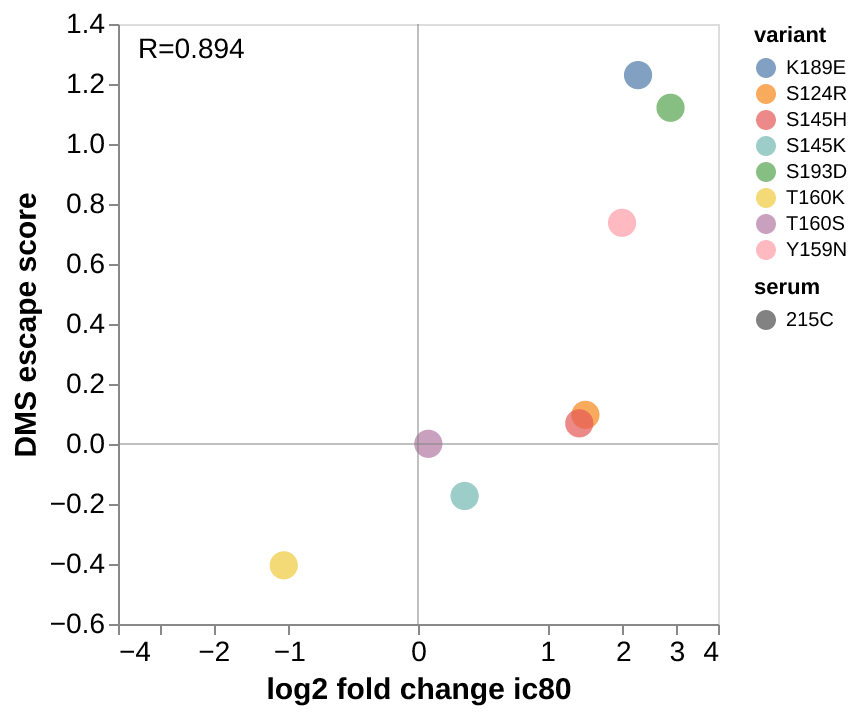 R=0.894
1.4
1.2
1.0
0.8
0.6
0.4
0.2
0.0
−0.2
−0.4
−0.6
DMS escape score
−4 −2 −1 0 1 2 3 4
log2 fold change ic80
variant
K189E
S124R
S145H
S145K
S193D
T160K
T160S
Y159N
serum
215C